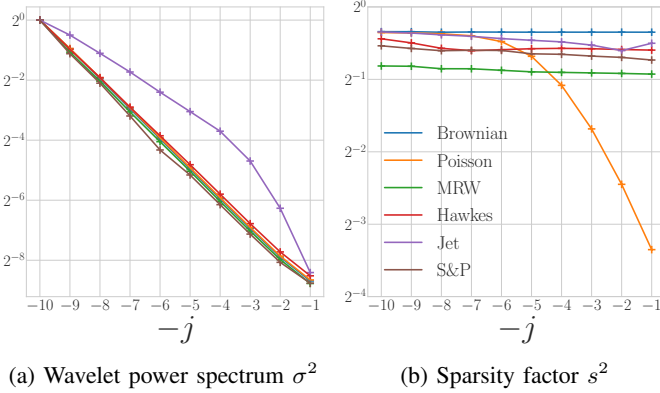 2^0
2^-2
2^-4
2^-6
2^-8
−10 −9 −8 −7 −6 −5 −4 −3 −2 −1
−j
2^0
2^-1
2^-2
2^-3
2^-4
Brownian
Poisson
MRW
Hawkes
Jet
S&P
−10 −9 −8 −7 −6 −5 −4 −3 −2 −1
−j
(a) Wavelet power spectrum σ²
(b) Sparsity factor s²